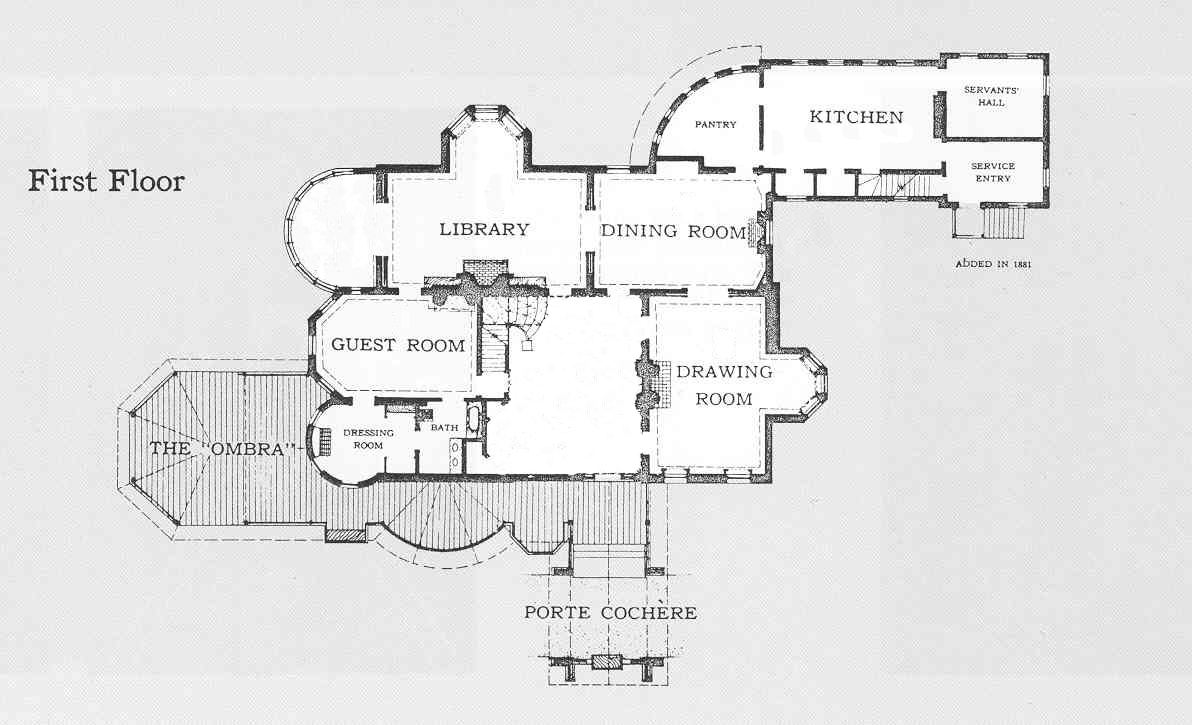 SERVANTS'
HALL
PANTRY
KITCHEN
First Floor
SERVICE
ENTRY
LIBRARY
DINING ROOM
ADDED IN 1881
GUEST ROOM
DRAWING
ROOM
DRESSING
ROOM
BATH
THE "OMBRA"
PORTE COCHÈRE